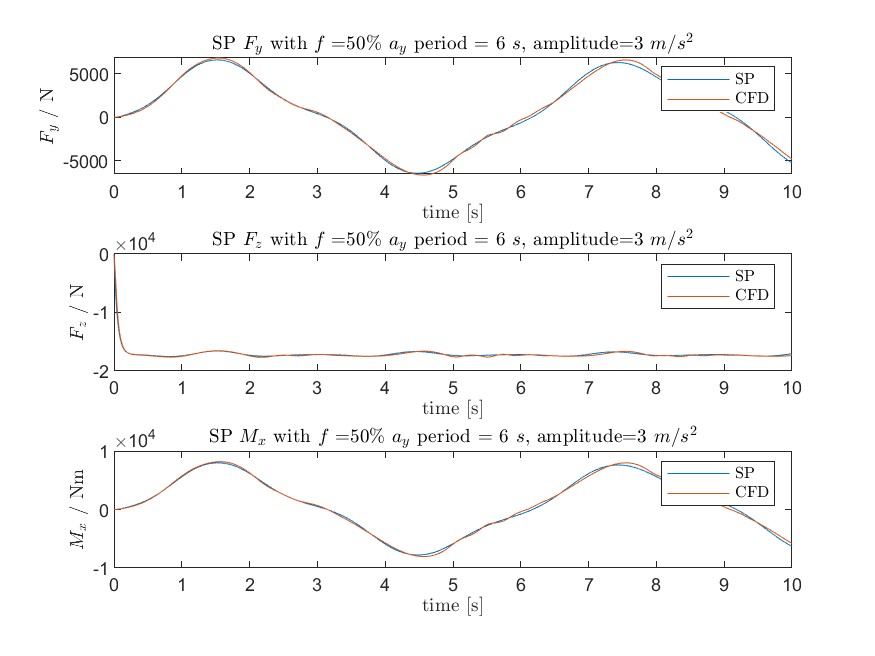 SP F_y with f =50% a_y period = 6 s, amplitude=3 m/s^2
F_y / N
5000
0
-5000
SP
CFD
0 1 2 3 4 5 6 7 8 9 10
time [s]
SP F_z with f =50% a_y period = 6 s, amplitude=3 m/s^2
×10^4
F_z / N
0
-1
-2
SP
CFD
0 1 2 3 4 5 6 7 8 9 10
time [s]
SP M_x with f =50% a_y period = 6 s, amplitude=3 m/s^2
×10^4
M_x / Nm
1
0
-1
SP
CFD
0 1 2 3 4 5 6 7 8 9 10
time [s]